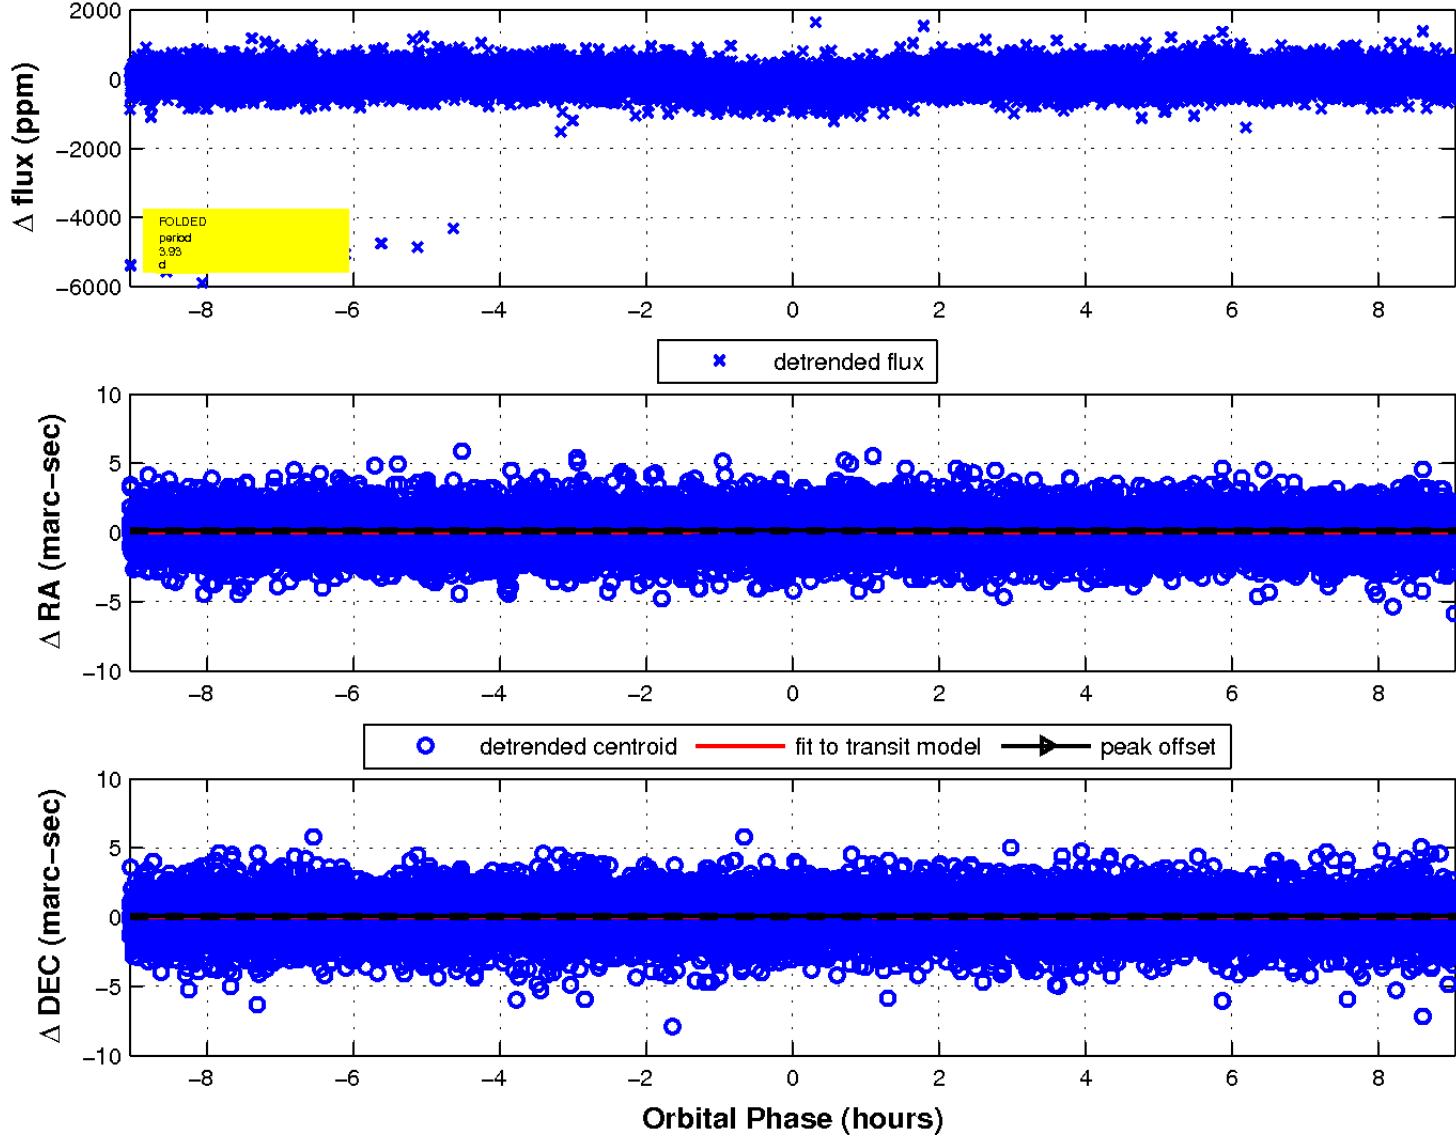 2000
0
−2000
−4000
−6000
Δ flux (ppm)
FOLDED
period
3.93
d
−8 −6 −4 −2 0 2 4 6 8
detrended flux
10
5
0
−5
−10
Δ RA (marc−sec)
−8 −6 −4 −2 0 2 4 6 8
detrended centroid fit to transit model peak offset
10
5
0
−5
−10
Δ DEC (marc−sec)
−8 −6 −4 −2 0 2 4 6 8
Orbital Phase (hours)